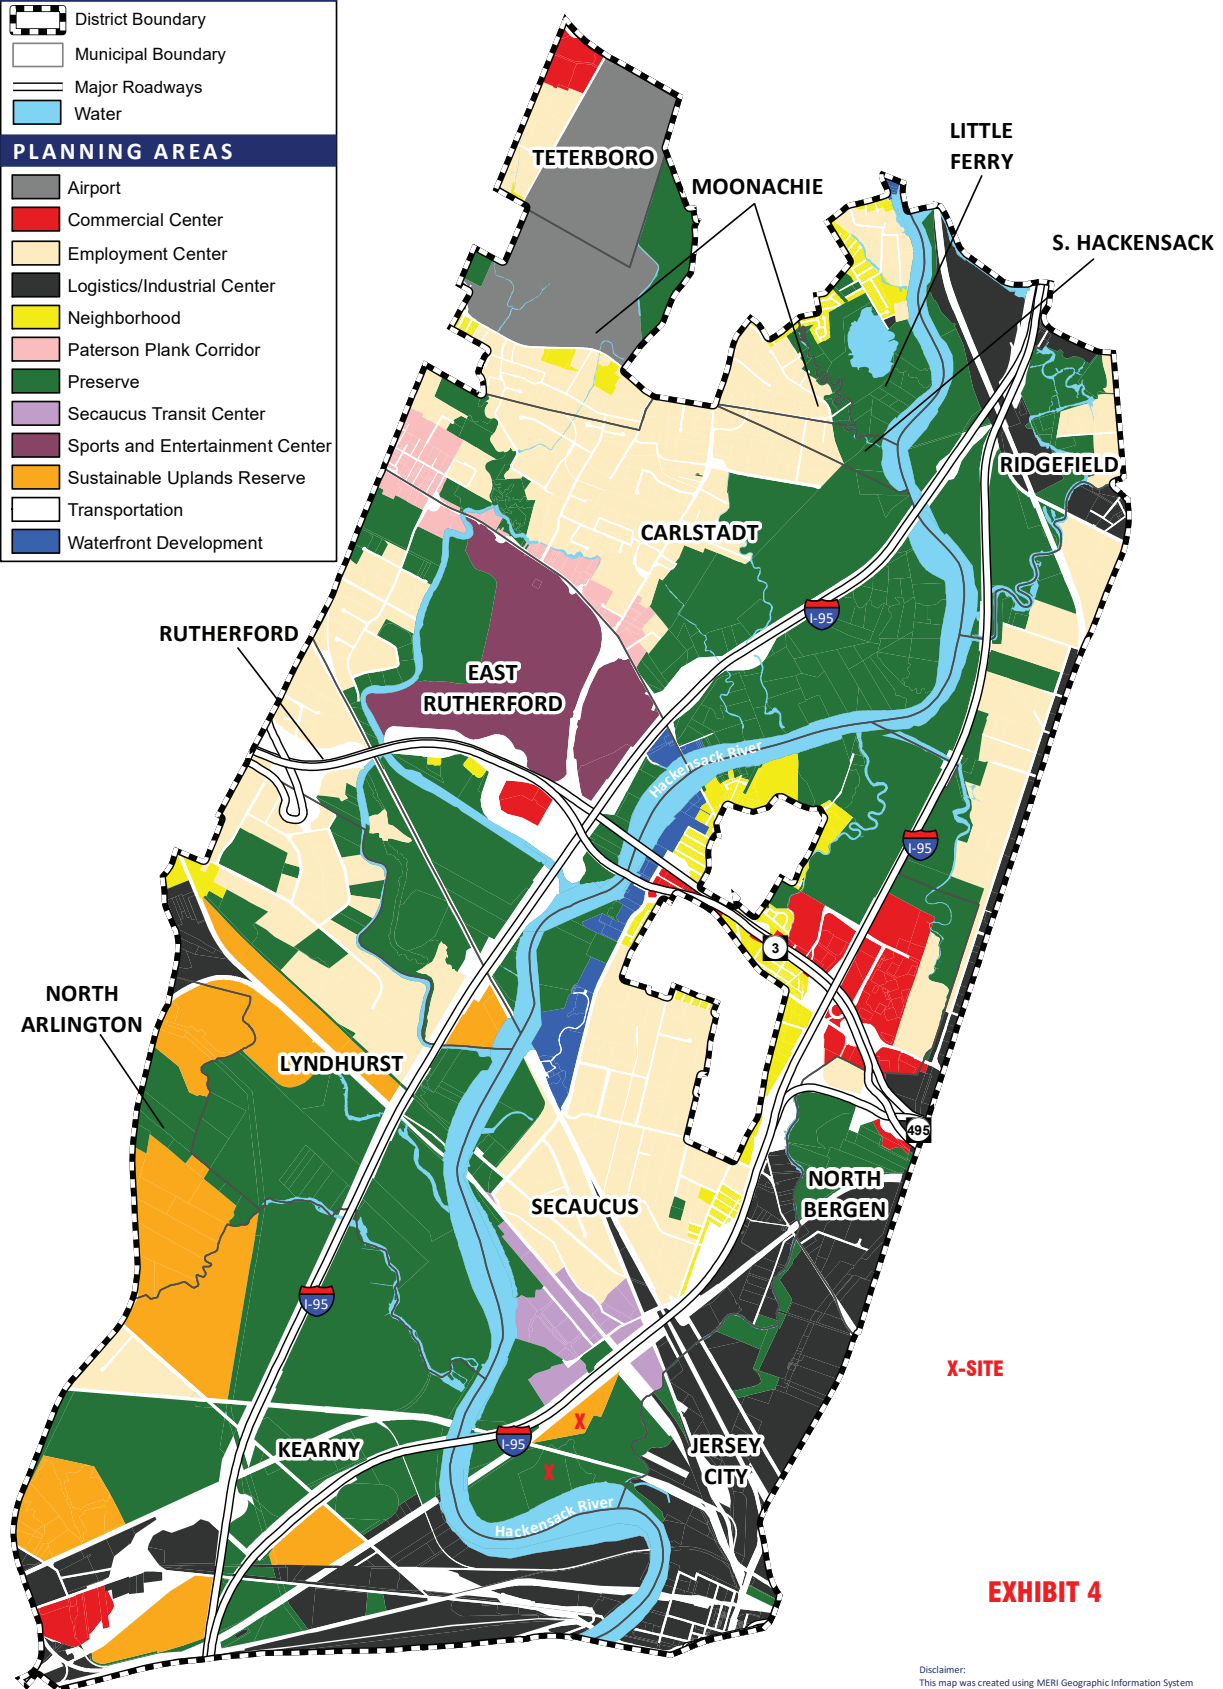 District Boundary
Municipal Boundary
Major Roadways
Water
PLANNING AREAS
Airport
Commercial Center
Employment Center
Logistics/Industrial Center
Neighborhood
Paterson Plank Corridor
Preserve
Secaucus Transit Center
Sports and Entertainment Center
Sustainable Uplands Reserve
Transportation
Waterfront Development
TETERBORO
MOONACHIE
LITTLE
FERRY
S. HACKENSACK
RIDGEFIELD
CARLSTADT
I-95
RUTHERFORD
EAST
RUTHERFORD
Hackensack River
I-95
3
NORTH
ARLINGTON
LYNDHURST
495
SECAUCUS
NORTH
BERGEN
I-95
X-SITE
X
I-95
KEARNY
JERSEY
CITY
X
Hackensack River
EXHIBIT 4
Disclaimer:
This map was created using MERI Geographic Information System